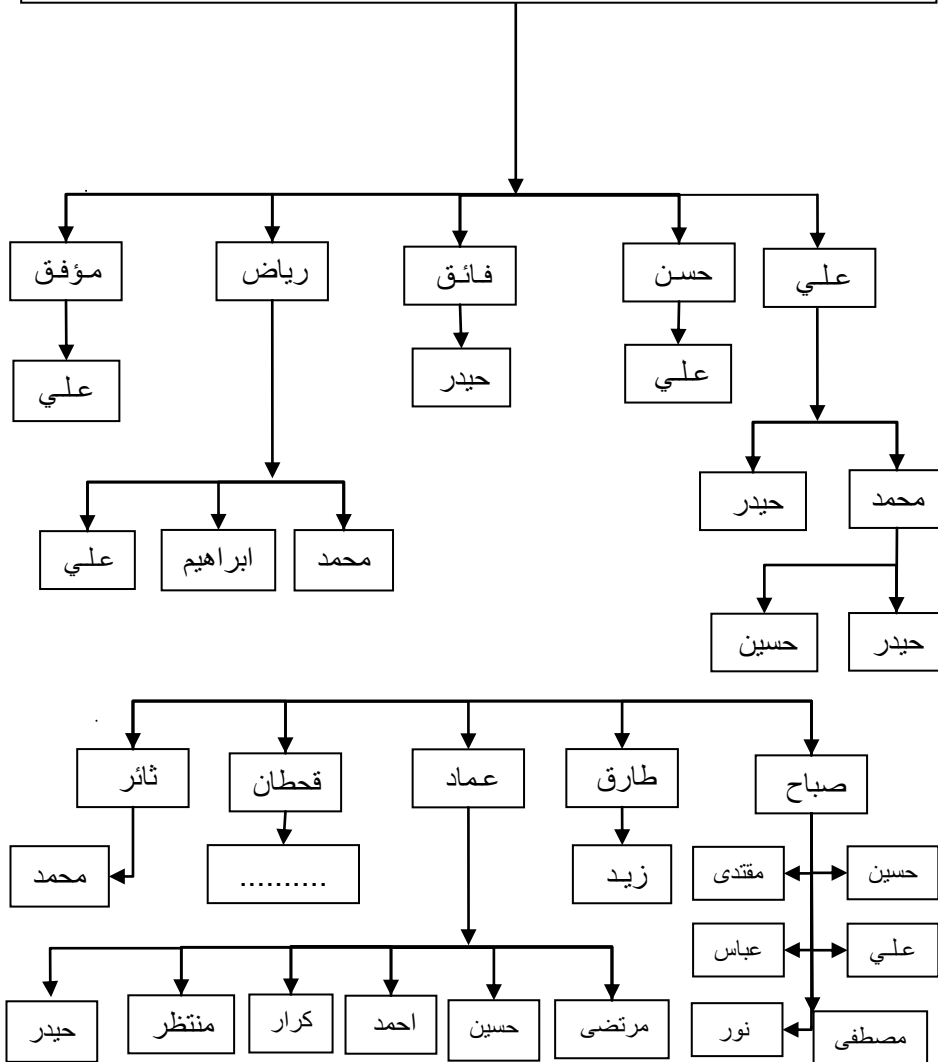 علي
حسن
فائق
رياض
مؤفق
علي
حيدر
علي
محمد
حيدر
محمد
ابراهيم
علي
حيدر
حسين
صباح
طارق
عماد
قحطان
ثائر
حسين
مقتدى
زيد
..........
محمد
علي
عباس
مصطفى
نور
مرتضى
حسين
احمد
كرار
منتظر
حيدر